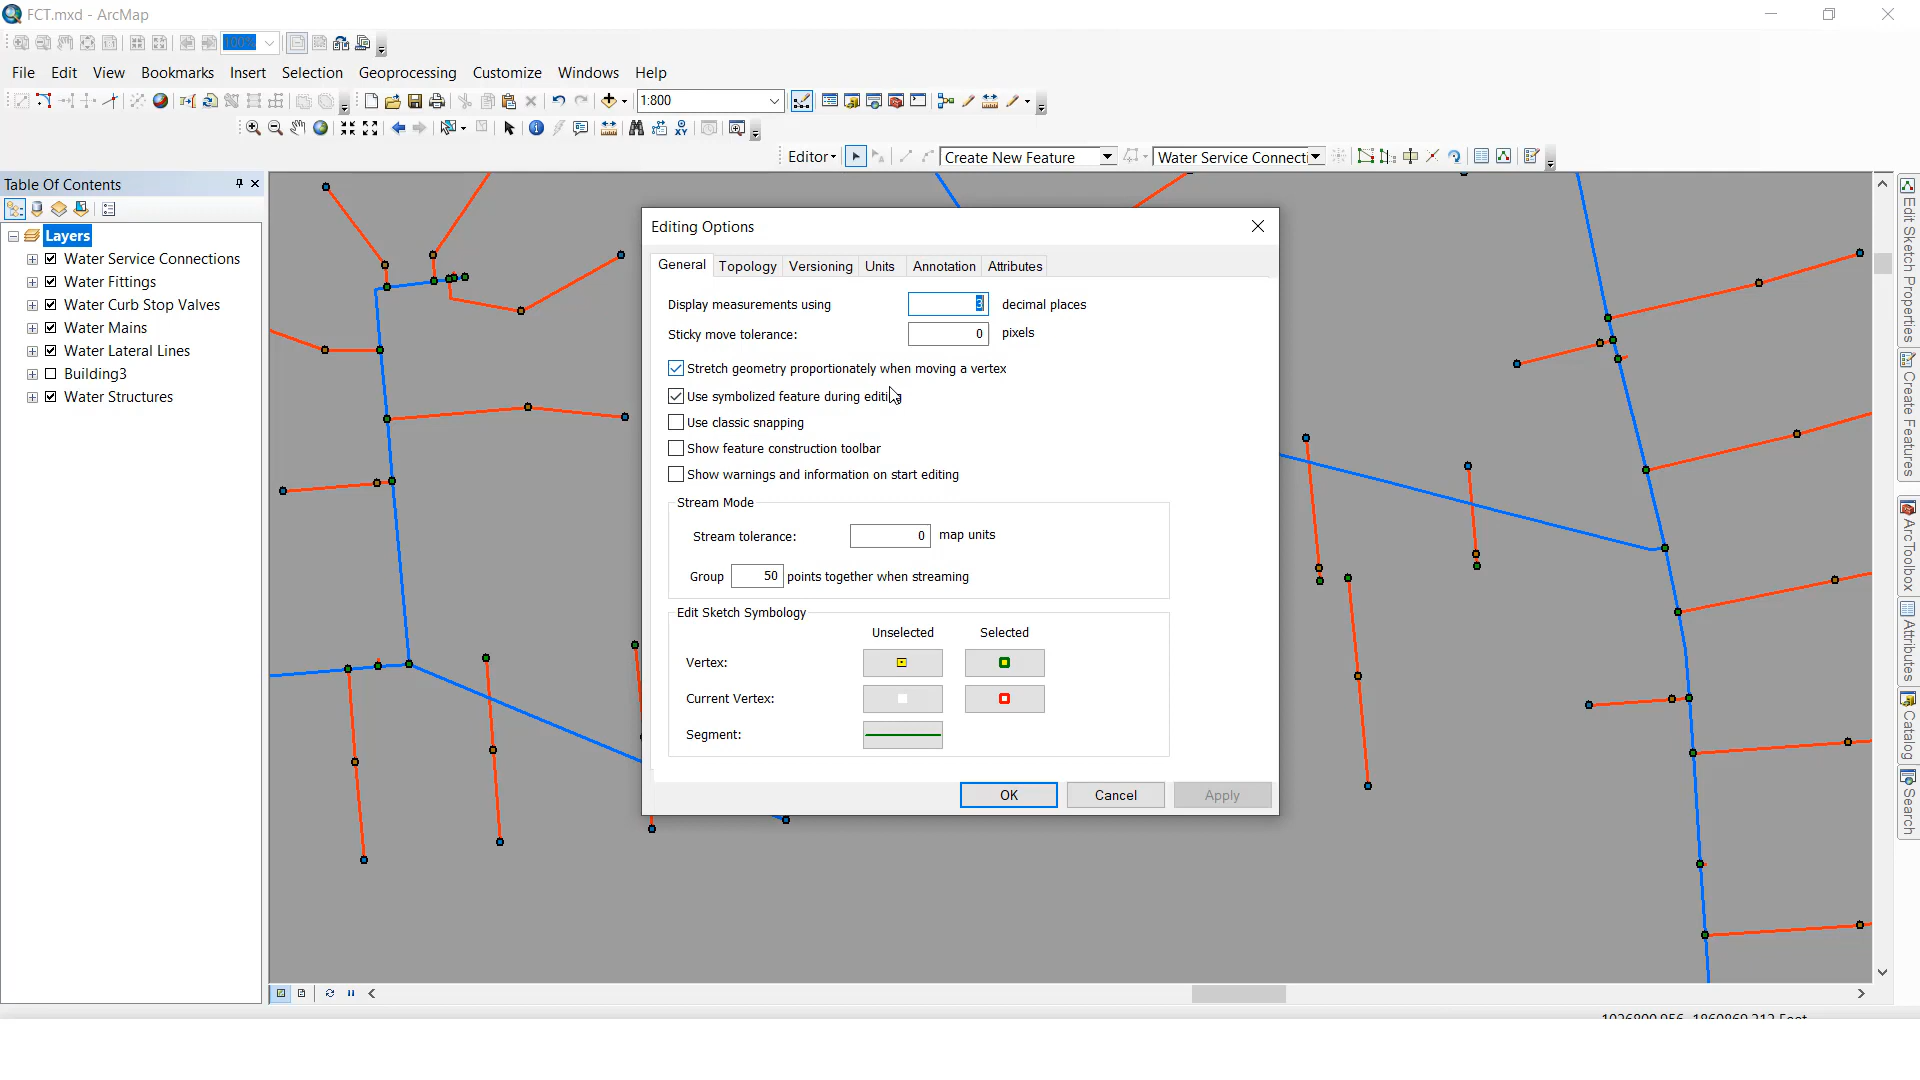 FCT.mxd - ArcMap
100%
File Edit View Bookmarks Insert Selection Geoprocessing Customize Windows Help
1:800
Editor Create New Feature Water Service Connecti
Table Of Contents
Layers
Water Service Connections
Water Fittings
Water Curb Stop Valves
Water Mains
Water Lateral Lines
Building3
Water Structures
Editing Options
General Topology Versioning Units Annotation Attributes
Display measurements using 3 decimal places
Sticky move tolerance: 0 pixels
Stretch geometry proportionately when moving a vertex
Use symbolized feature during editing
Use classic snapping
Show feature construction toolbar
Show warnings and information on start editing
Stream Mode
Stream tolerance: 0 map units
Group 50 points together when streaming
Edit Sketch Symbology
Unselected Selected
Vertex:
Current Vertex:
Segment:
OK Cancel Apply
Edit Sketch Properties
Create Features
ArcToolbox
Attributes
Catalog
Search